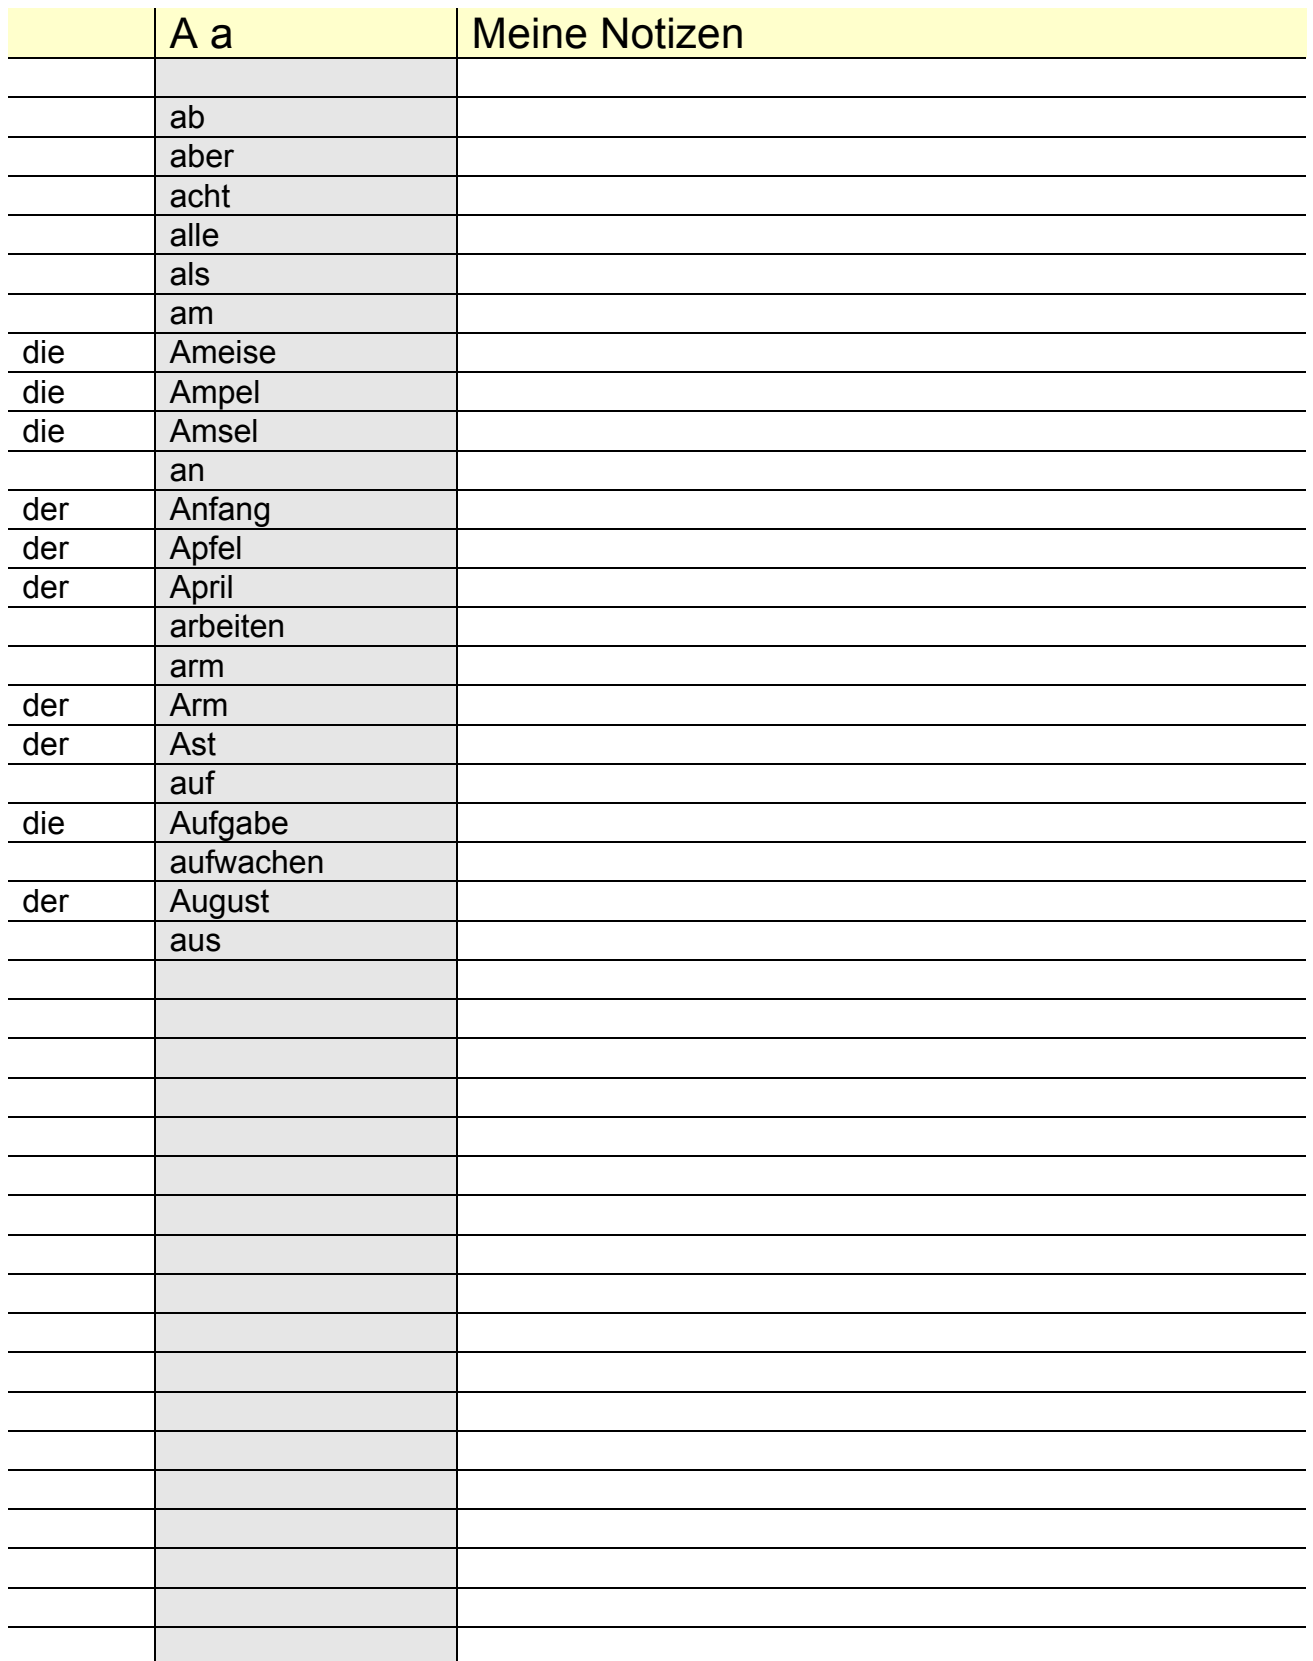 A a Meine Notizen
ab
aber
acht
alle
als
am
die Ameise
die Ampel
die Amsel
an
der Anfang
der Apfel
der April
arbeiten
arm
der Arm
der Ast
auf
die Aufgabe
aufwachen
der August
aus